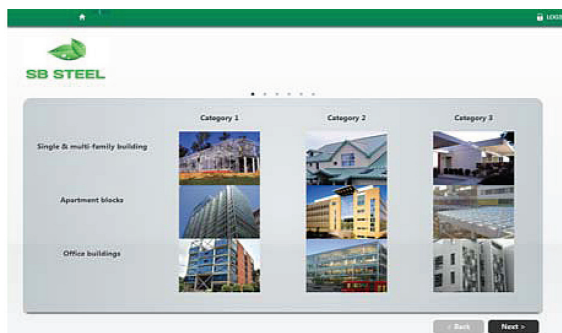 SB STEEL
Category 1 Category 2 Category 3
Single & multi-family building
Apartment blocks
Office buildings
< Back Next >